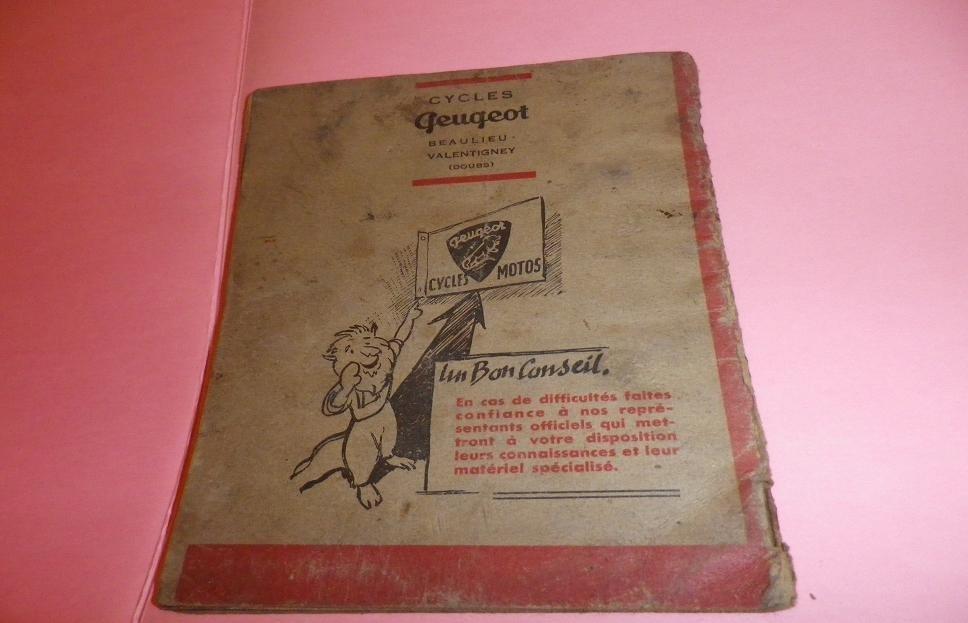 CYCLES
Peugeot
BEAULIEU -
VALENTIGNEY
(DOUBS)
Peugeot
CYCLES MOTOS
Un Bon Conseil.
En cas de difficultés faites
confiance à nos repré-
sentants officiels qui met-
tront à votre disposition
leurs connaissances et leur
matériel spécialisé.